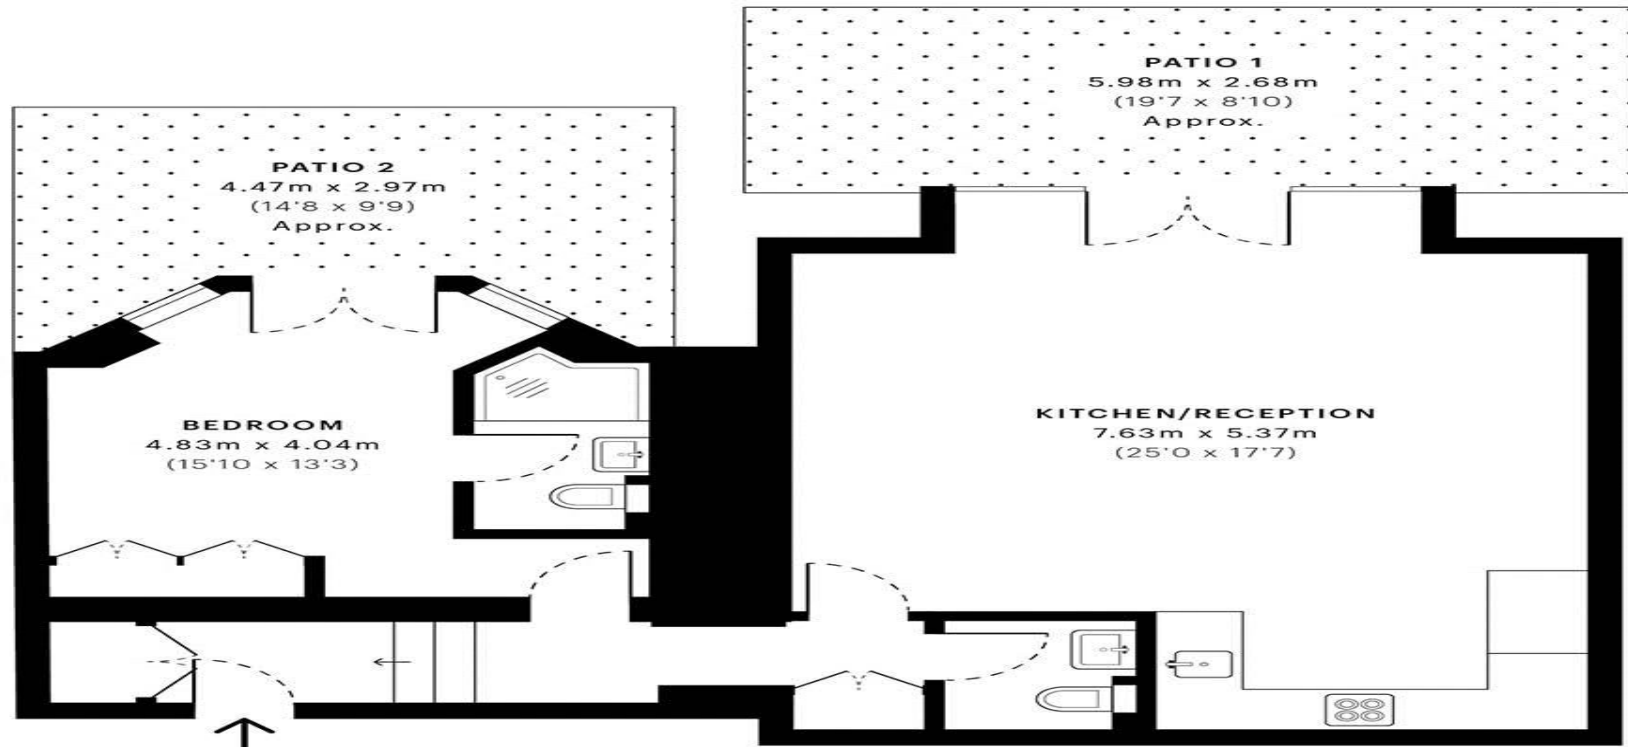 PATIO 1
5.98m x 2.68m
(19'7 x 8'10)
Approx.
PATIO 2
4.47m x 2.97m
(14'8 x 9'9)
Approx.
BEDROOM
4.83m x 4.04m
(15'10 x 13'3)
KITCHEN/RECEPTION
7.63m x 5.37m
(25'0 x 17'7)